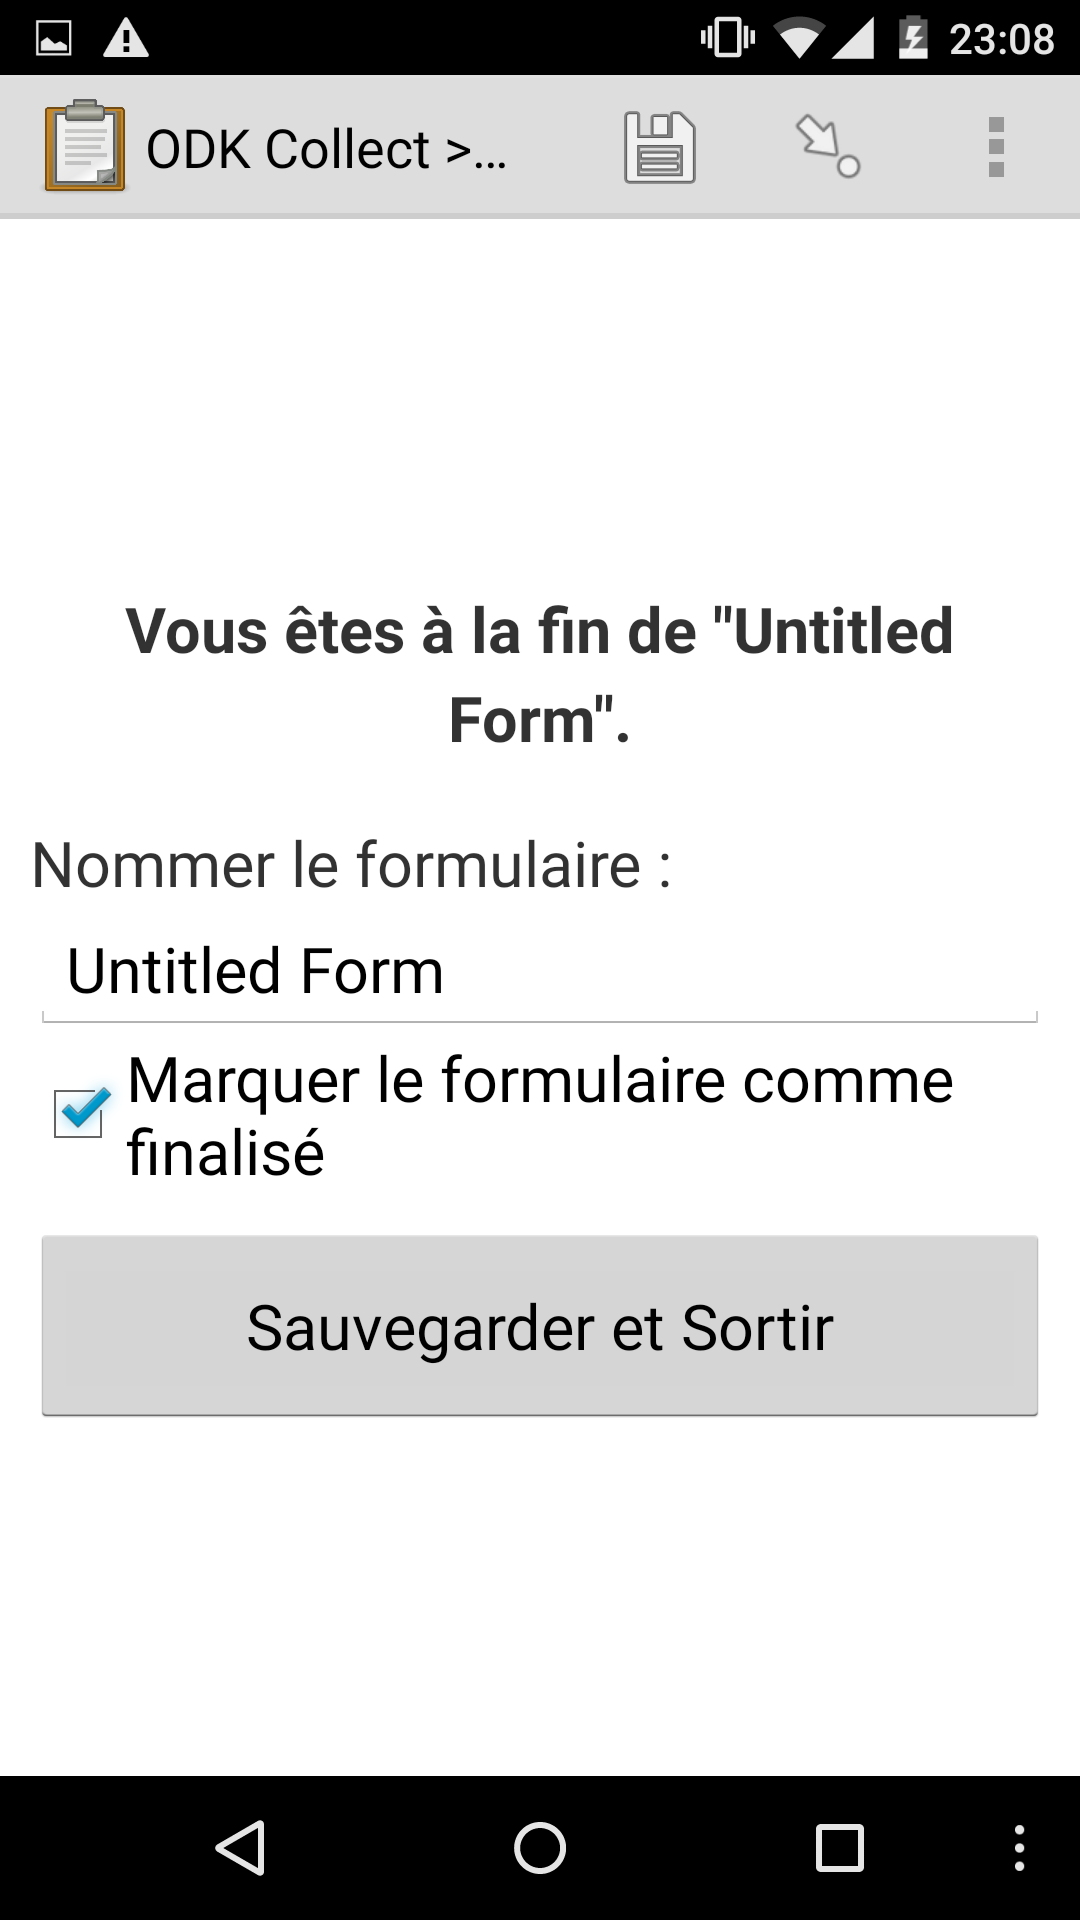 23:08
ODK Collect >...
Vous êtes à la fin de "Untitled
Form".
Nommer le formulaire :
Untitled Form
Marquer le formulaire comme
finalisé
Sauvegarder et Sortir